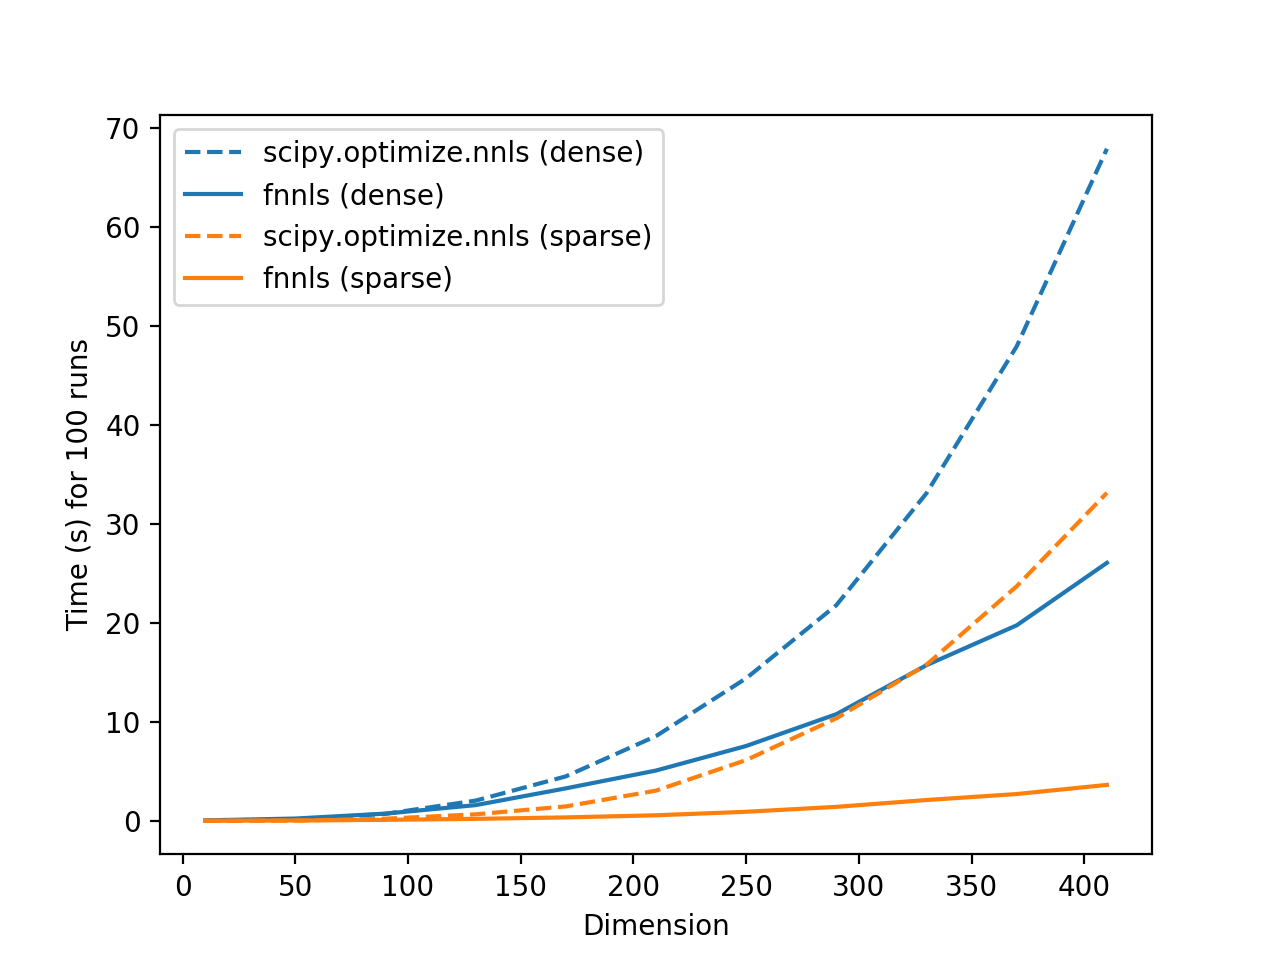 scipy.optimize.nnls (dense)
fnnls (dense)
scipy.optimize.nnls (sparse)
fnnls (sparse)
Time (s) for 100 runs
70
60
50
40
30
20
10
0
0 50 100 150 200 250 300 350 400
Dimension